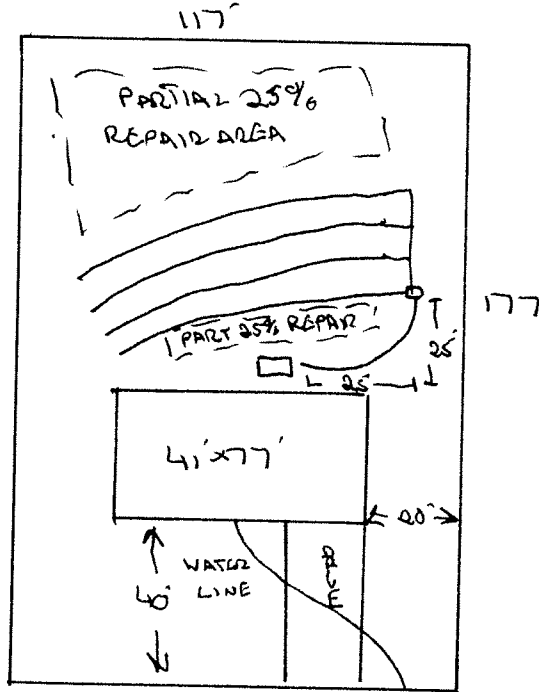 117'
PARTIAL 25%
REPAIR AREA
177
PART 25% REPAIR
25'
25
41'x77'
20'
40'
WATER
LINE
DRIVE